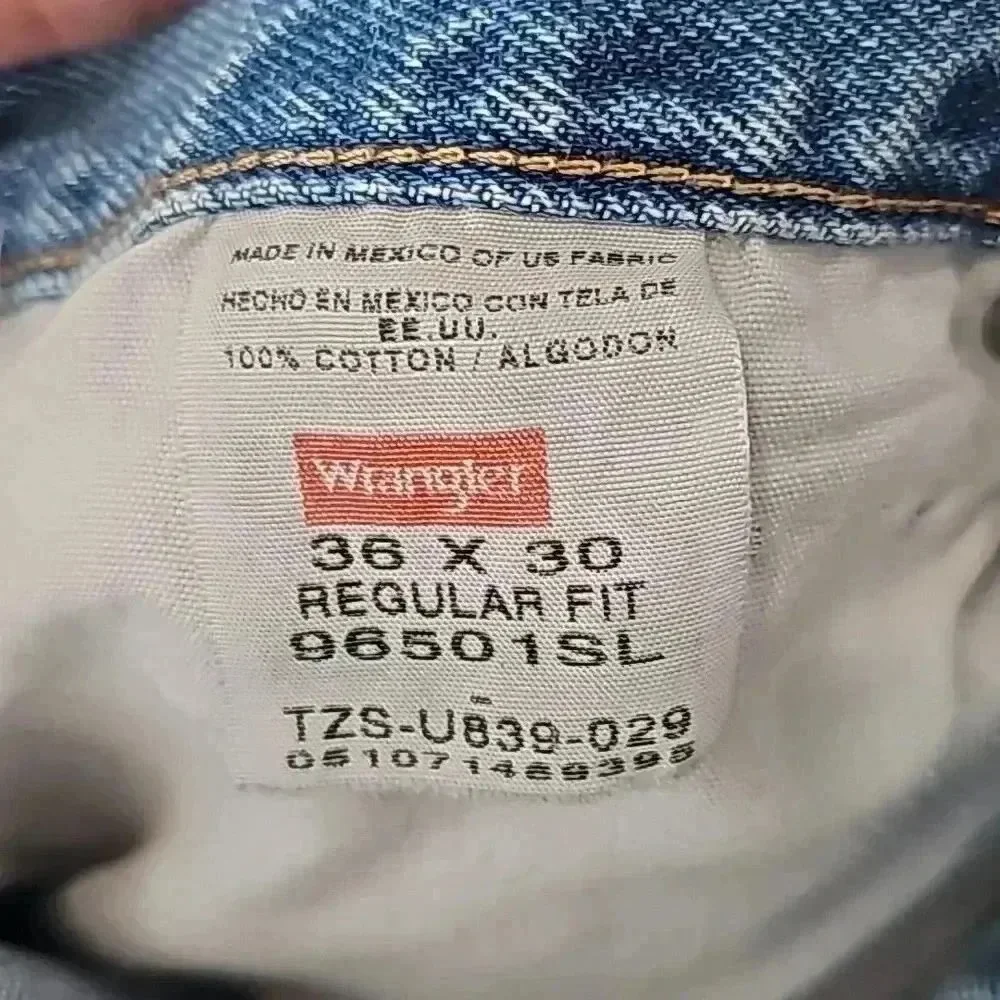 MADE IN MEXICO OF US FABRIC
HECHO EN MEXICO CON TELA DE
EE.UU.
100% COTTON / ALGODON
Wrangler
36 X 30
REGULAR FIT
96501SL
TZS-U839-029